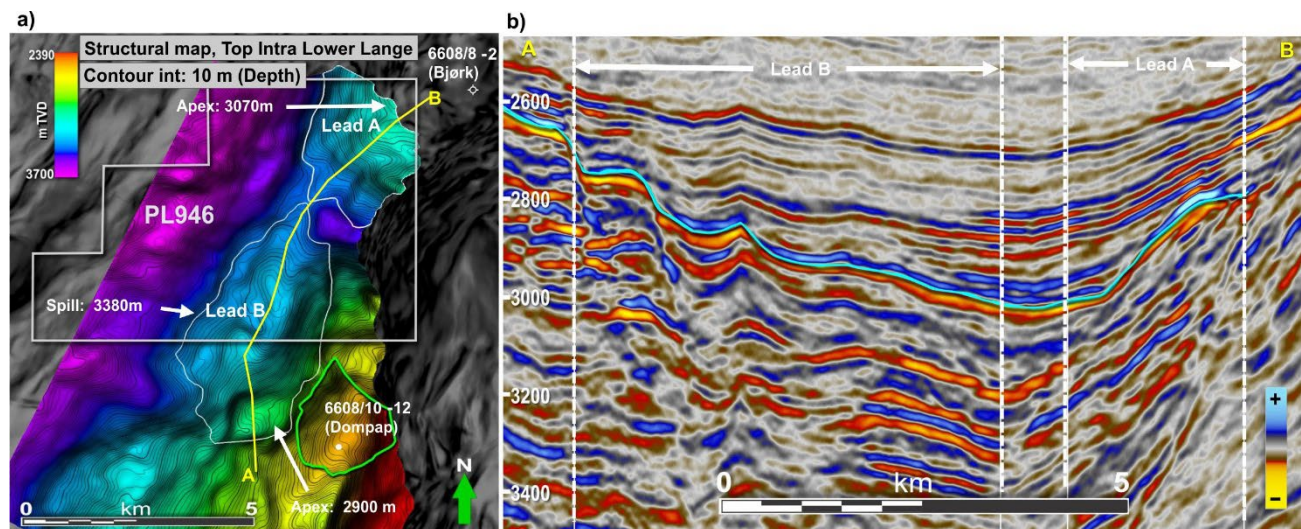 a)
2390
m TVD
3700
Structural map, Top Intra Lower Lange
Contour int: 10 m (Depth)
6608/8 -2
(Bjørk)
Apex: 3070m
B
Lead A
PL946
Spill: 3380m
Lead B
6608/10 -12
(Dompap)
A
Apex: 2900 m
N
0
5
km
b)
A
B
Lead B
Lead A
2600
2800
3000
3200
3400
0
km
5
+
−